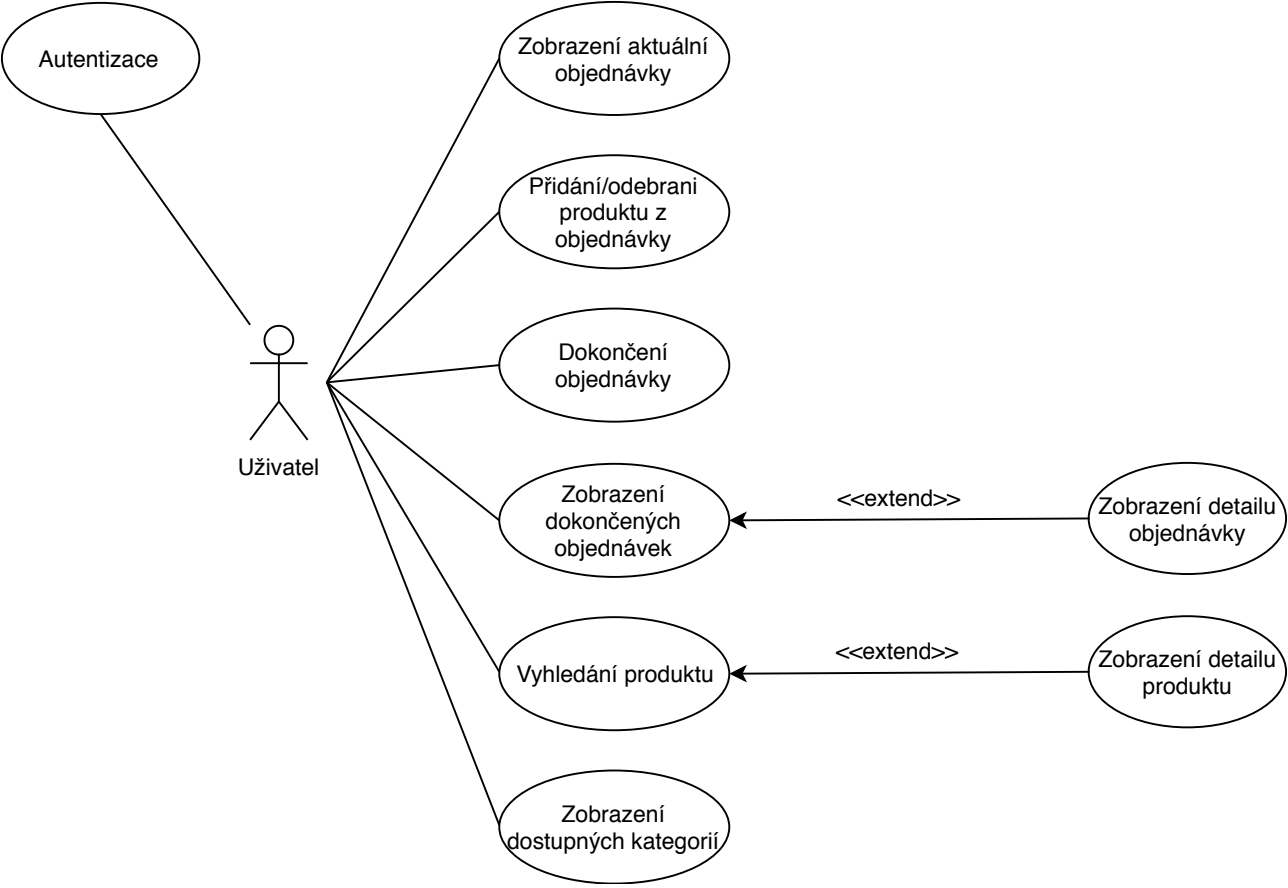 Autentizace
Zobrazení aktuální
objednávky
Přidání/odebrani
produktu z
objednávky
Dokončení
objednávky
Uživatel
Zobrazení
dokončených
objednávek
<<extend>>
Zobrazení detailu
objednávky
Vyhledání produktu
<<extend>>
Zobrazení detailu
produktu
Zobrazení
dostupných kategorií